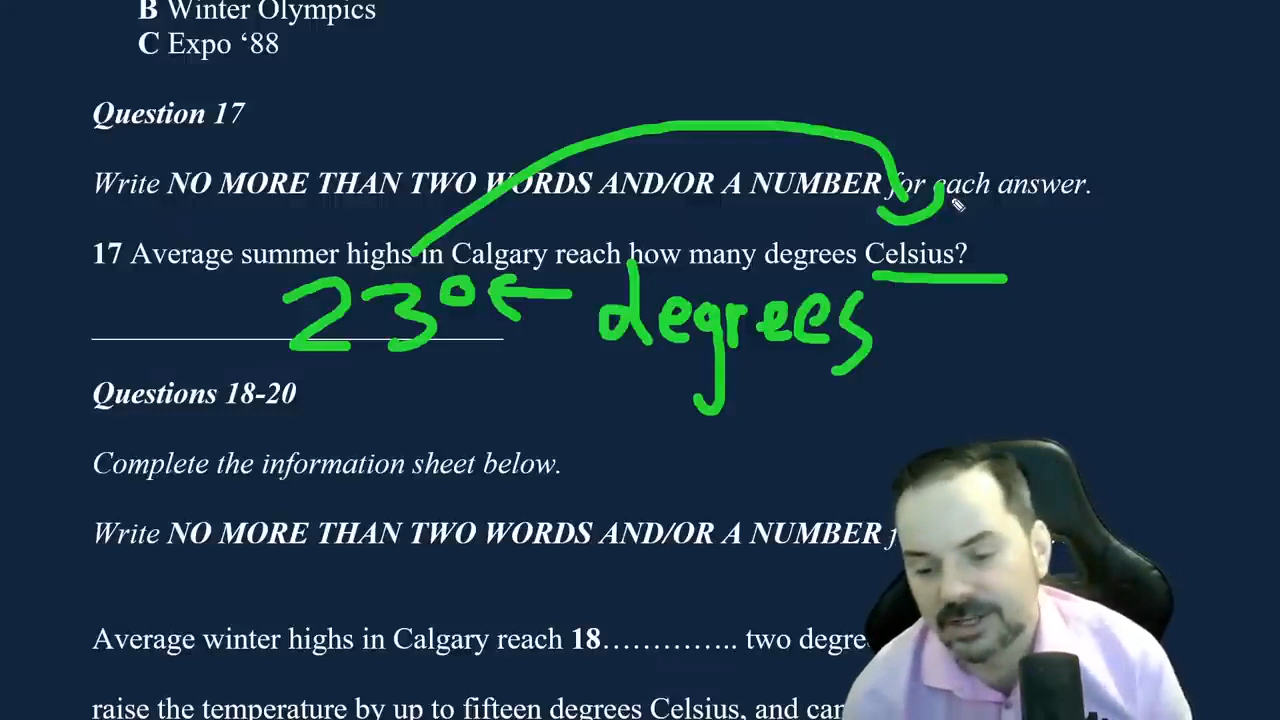 B Winter Olympics
C Expo ‘88
Question 17
Write NO MORE THAN TWO WORDS AND/OR A NUMBER for each answer.
17 Average summer highs in Calgary reach how many degrees Celsius?
23° ← degrees
Questions 18-20
Complete the information sheet below.
Write NO MORE THAN TWO WORDS AND/OR A NUMBER
Average winter highs in Calgary reach 18………….. two
raise the temperature by up to fifteen degrees Celsius, and can